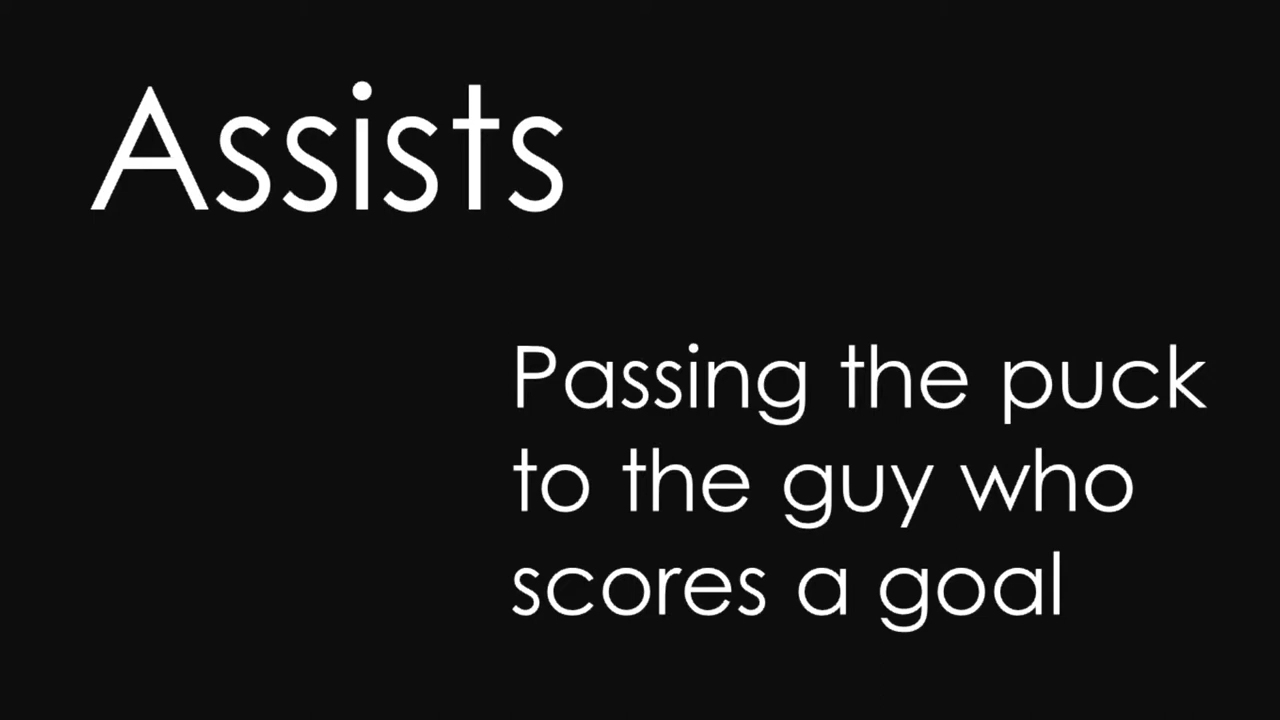 Assists
Passing the puck
to the guy who
scores a goal